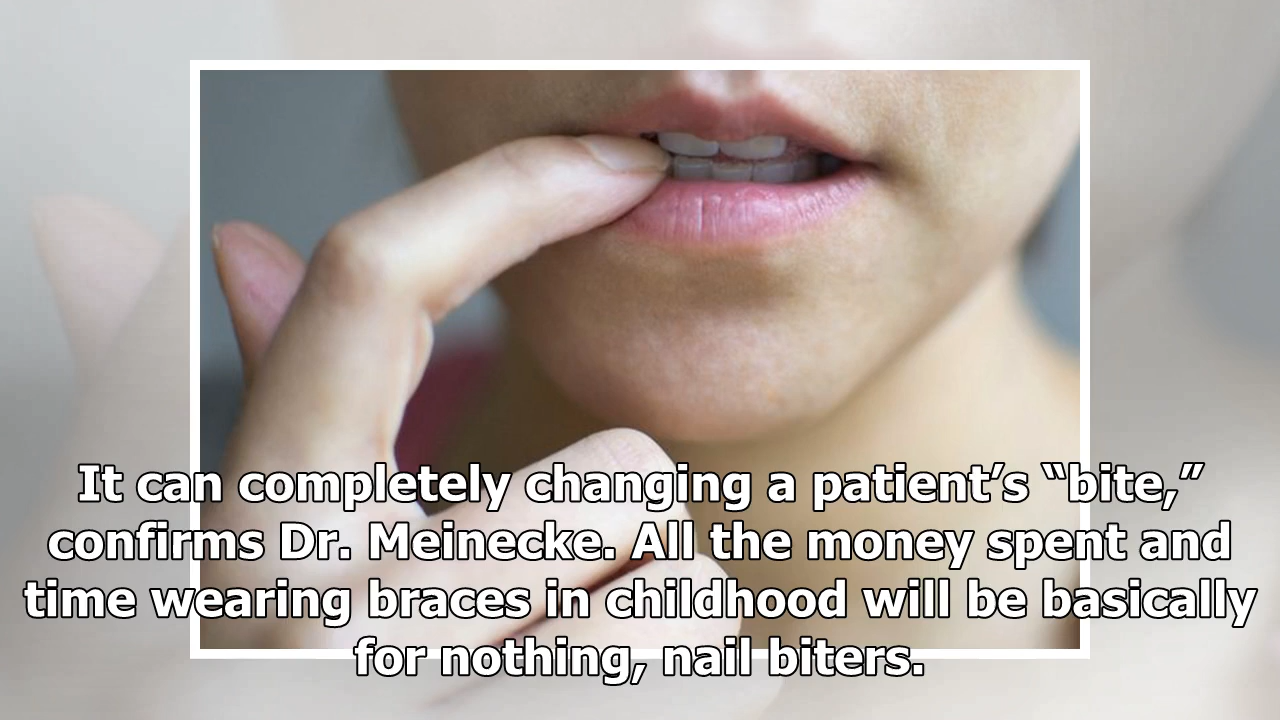 It can completely changing a patient’s “bite,”
confirms Dr. Meinecke. All the money spent and
time wearing braces in childhood will be basically
for nothing, nail biters.